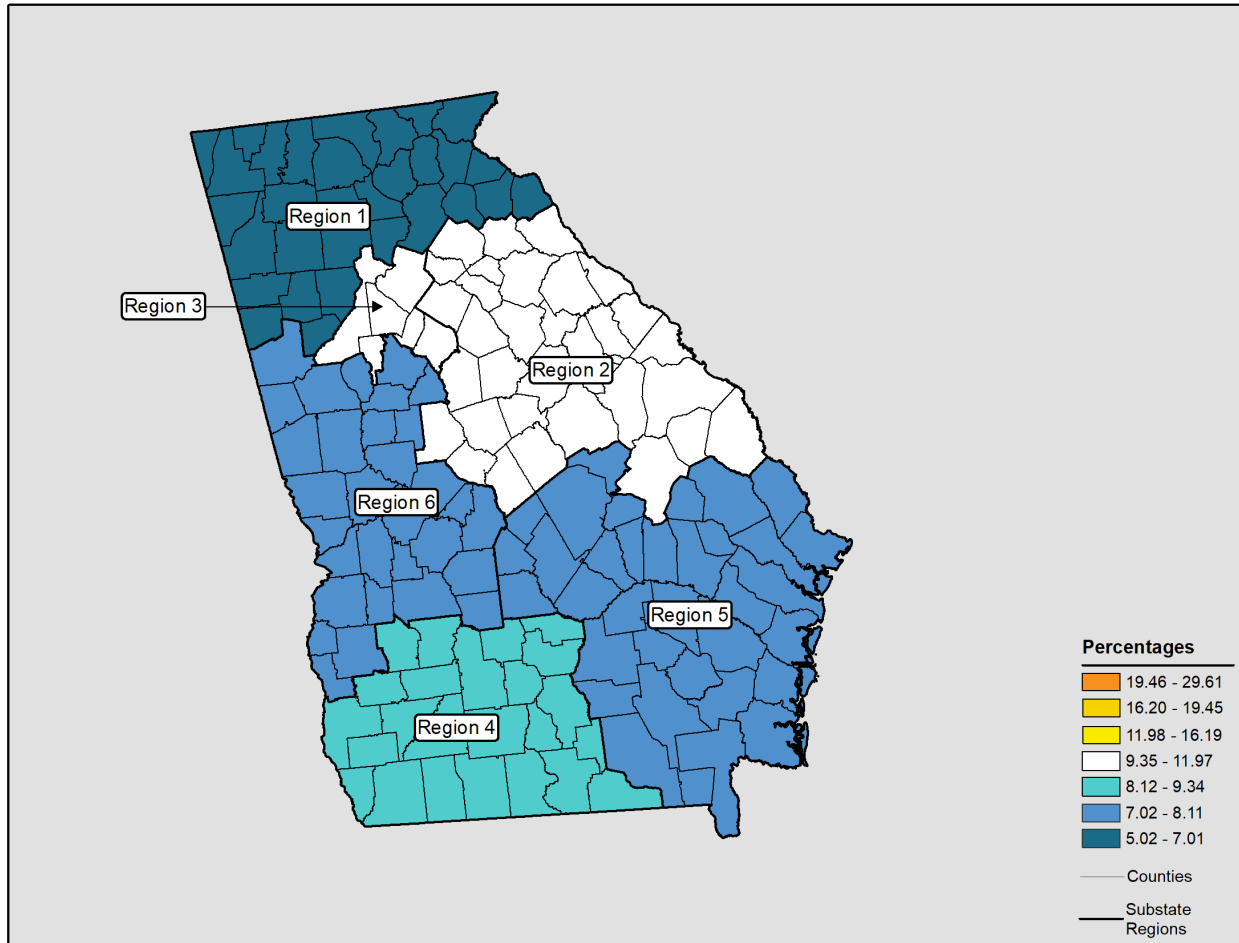 Region 1
Region 3
Region 2
Region 6
Region 5
Region 4
Percentages
19.46 - 29.61
16.20 - 19.45
11.98 - 16.19
9.35 - 11.97
8.12 - 9.34
7.02 - 8.11
5.02 - 7.01
Counties
Substate
Regions